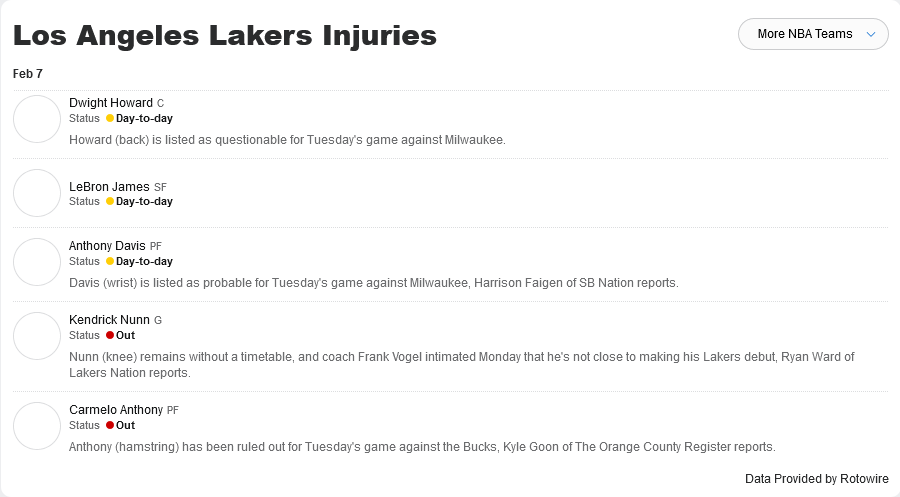 Los Angeles Lakers Injuries
More NBA Teams
Feb 7
Dwight Howard C
Status Day-to-day
Howard (back) is listed as questionable for Tuesday's game against Milwaukee.
LeBron James SF
Status Day-to-day
Anthony Davis PF
Status Day-to-day
Davis (wrist) is listed as probable for Tuesday's game against Milwaukee, Harrison Faigen of SB Nation reports.
Kendrick Nunn G
Status Out
Nunn (knee) remains without a timetable, and coach Frank Vogel intimated Monday that he's not close to making his Lakers debut, Ryan Ward of
Lakers Nation reports.
Carmelo Anthony PF
Status Out
Anthony (hamstring) has been ruled out for Tuesday's game against the Bucks, Kyle Goon of The Orange County Register reports.
Data Provided by Rotowire